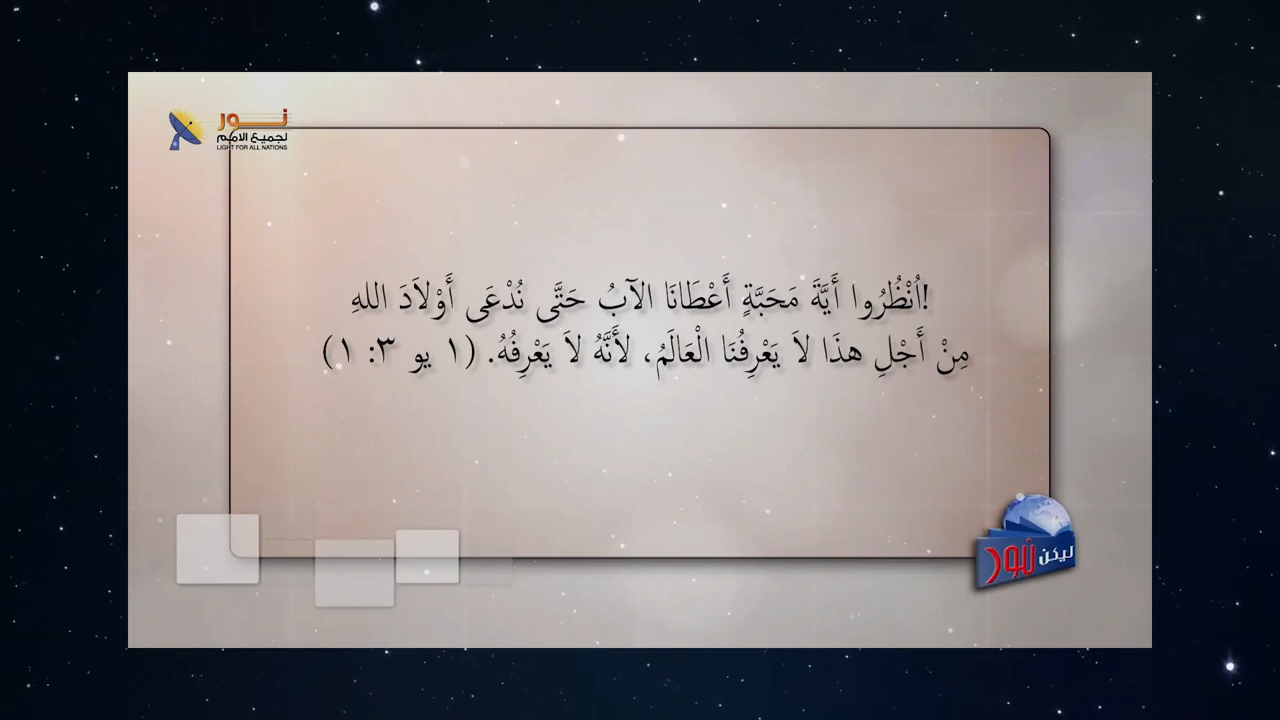 نور
لجميع الامم
LIGHT FOR ALL NATIONS
!اُنْظُرُوا أَيَّةَ مَحَبَّةٍ أَعْطَانَا الآبُ حَتَّى نُدْعَى أَوْلاَدَ اللهِ
مِنْ أَجْلِ هذَا لاَ يَعْرِفُنَا الْعَالَمُ، لأَنَّهُ لاَ يَعْرِفُهُ. (١ يو ٣: ١)
ليكن نور